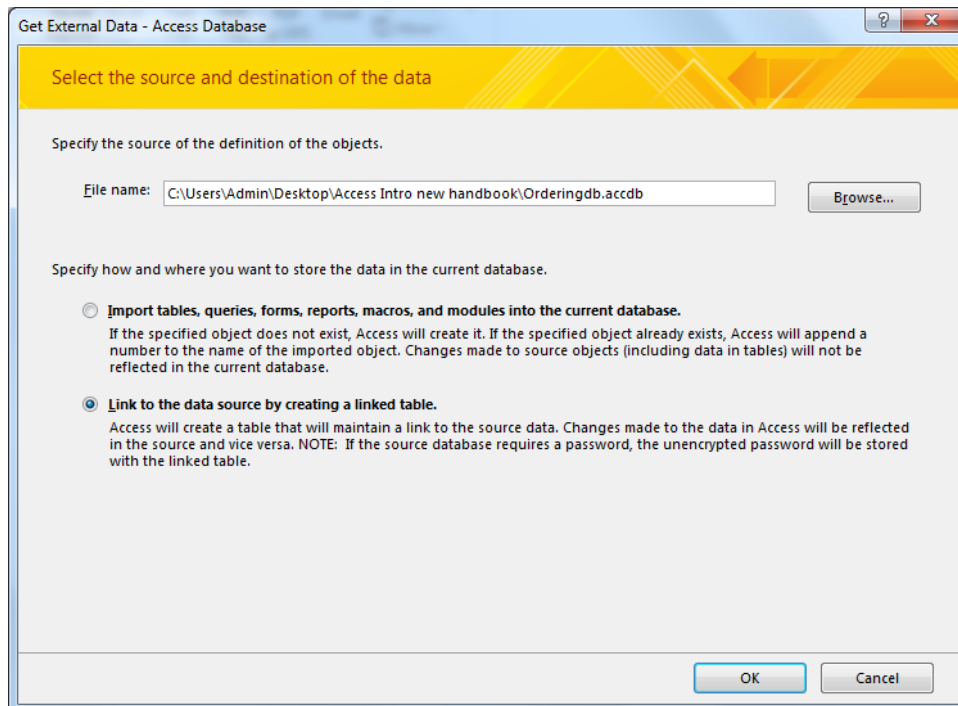 Get External Data - Access Database
Select the source and destination of the data
Specify the source of the definition of the objects.
File name: C:\Users\Admin\Desktop\Access Intro new handbook\Orderingdb.accdb Browse...
Specify how and where you want to store the data in the current database.
Import tables, queries, forms, reports, macros, and modules into the current database.
If the specified object does not exist, Access will create it. If the specified object already exists, Access will append a
number to the name of the imported object. Changes made to source objects (including data in tables) will not be
reflected in the current database.
Link to the data source by creating a linked table.
Access will create a table that will maintain a link to the source data. Changes made to the data in Access will be reflected
in the source and vice versa. NOTE: If the source database requires a password, the unencrypted password will be stored
with the linked table.
OK Cancel